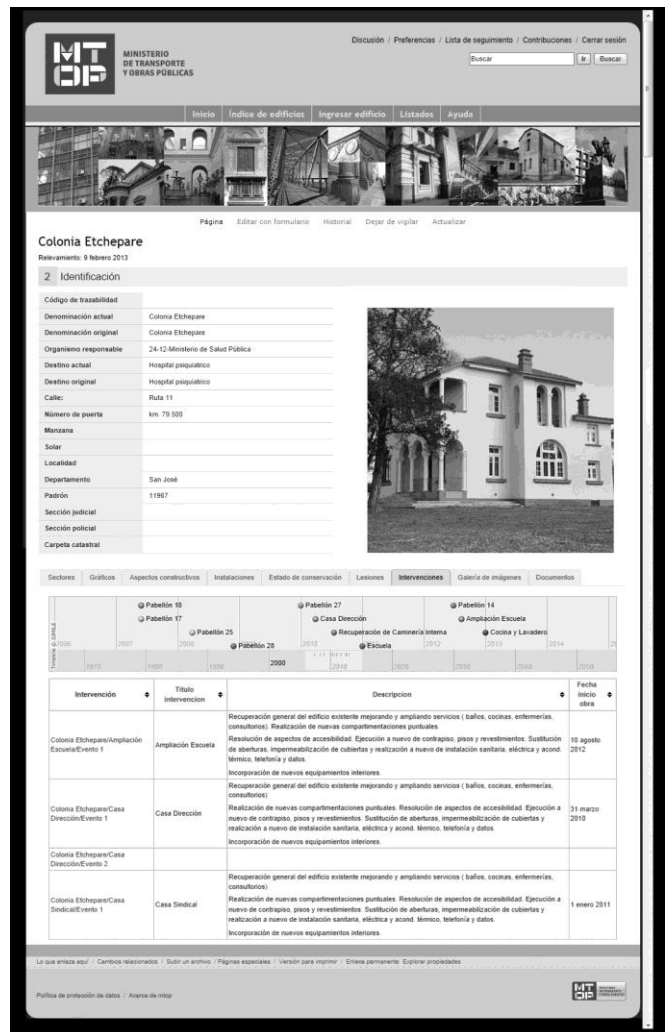 Discusión / Preferencias / Lista de seguimiento / Contribuciones / Cerrar sesión
MTOP
MINISTERIO
DE TRANSPORTE
Y OBRAS PÚBLICAS
Buscar Ir Buscar
Inicio Índice de edificios Ingresar edificio Listados Ayuda
Página Editar con formulario Historial Dejar de vigilar Actualizar
Colonia Etchepare
Relevamiento: 9 febrero 2013
2 Identificación
Código de trazabilidad
Denominación actual Colonia Etchepare
Denominación original Colonia Etchepare
Organismo responsable 24-12-Ministerio de Salud Pública
Destino actual Hospital psiquiatrico
Destino original Hospital psiquiatrico
Calle: Ruta 11
Número de puerta km. 79.500
Manzana
Solar
Localidad
Departamento San José
Padrón 11967
Sección judicial
Sección policial
Carpeta catastral
Sectores Gráficos Aspectos constructivos Instalaciones Estado de conservación Lesiones Intervenciones Galería de imágenes Documentos
Pabellón 18 Pabellón 27 Pabellón 14
Pabellón 17 Casa Dirección Ampliación Escuela
Pabellón 25 Recuperación de Caminería Interna Cocina y Lavadero
Pabellón 28 Escuela
2006 2007 2008 2010 2012 2013 2014
1970 1980 1990 2000 2010 2020 2030 2040 2050
Timeline © SIMILE
Intervención Titulo intervencion Descripcion Fecha inicio obra
Recuperación general del edificio existente mejorando y ampliando servicios ( baños, cocinas, enfermerías,
consultorios). Realización de nuevas compartimentaciones puntuales.
Colonia Etchepare/Ampliación Escuela/Evento 1 Ampliación Escuela Resolución de aspectos de accesibilidad. Ejecución a nuevo de contrapiso, pisos y revestimientos. Sustitución 10 agosto 2012
de aberturas, impermeabilización de cubiertas y realización a nuevo de instalación sanitaria, eléctrica y acond.
térmico, telefonía y datos.
Incorporación de nuevos equipamientos interiores.
Recuperación general del edificio existente mejorando y ampliando servicios ( baños, cocinas, enfermerías,
consultorios)
Colonia Etchepare/Casa Dirección/Evento 1 Casa Dirección Realización de nuevas compartimentaciones puntuales. Resolución de aspectos de accesibilidad. Ejecución a 31 marzo 2010
nuevo de contrapiso, pisos y revestimientos. Sustitución de aberturas, impermeabilización de cubiertas y
realización a nuevo de instalación sanitaria, eléctrica y acond. térmico, telefonía y datos.
Incorporación de nuevos equipamientos interiores.
Colonia Etchepare/Casa Dirección/Evento 2
Recuperación general del edificio existente mejorando y ampliando servicios ( baños, cocinas, enfermerías,
consultorios)
Colonia Etchepare/Casa Sindical/Evento 1 Casa Sindical Realización de nuevas compartimentaciones puntuales. Resolución de aspectos de accesibilidad. Ejecución a 1 enero 2011
nuevo de contrapiso, pisos y revestimientos. Sustitución de aberturas, impermeabilización de cubiertas y
realización a nuevo de instalación sanitaria, eléctrica y acond. térmico, telefonía y datos.
Incorporación de nuevos equipamientos interiores.
Lo que enlaza aquí / Cambios relacionados / Subir un archivo / Páginas especiales / Versión para imprimir / Enlace permanente Explorar propiedades
Política de protección de datos / Acerca de mtop
MTOP